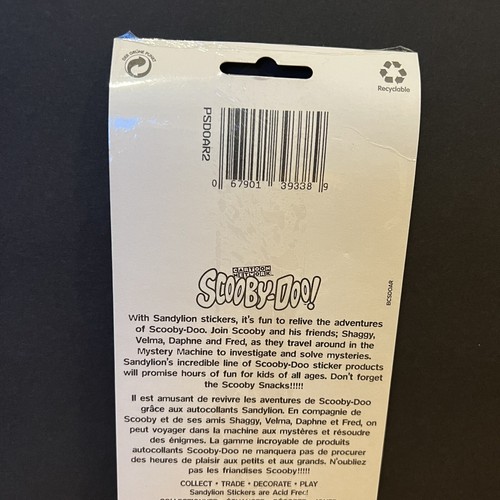 DER GRÜNE PUNKT
Recyclable
PSDOAR2
0 67901 39338 9
CARTOON NETWORK
SCOOBY-DOO!
BCSDOAR
With Sandylion stickers, it's fun to relive the adventures
of Scooby-Doo. Join Scooby and his friends; Shaggy,
Velma, Daphne and Fred, as they travel around in the
Mystery Machine to investigate and solve mysteries.
Sandylion's incredible line of Scooby-Doo sticker products
will promise hours of fun for kids of all ages. Don't forget
the Scooby Snacks!!!!!
Il est amusant de revivre les aventures de Scooby-Doo
grâce aux autocollants Sandylion. En compagnie de
Scooby et de ses amis Shaggy, Velma, Daphne et Fred, on
peut voyager dans la machine aux mystères et résoudre
des énigmes. La gamme incroyable de produits
autocollants Scooby-Doo ne manquera pas de procurer
des heures de plaisir aux petits et aux grands. N'oubliez
pas les friandises Scooby!!!!!
COLLECT • TRADE • DECORATE • PLAY
Sandylion Stickers are Acid Free!